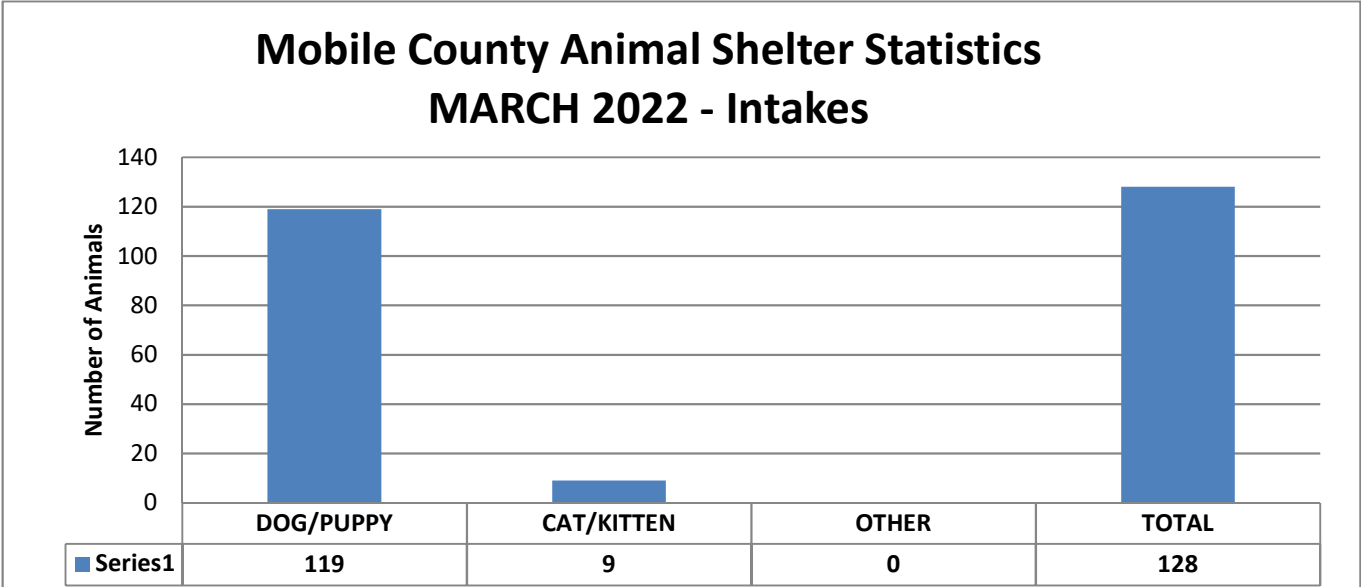 Mobile County Animal Shelter Statistics
MARCH 2022 - Intakes
Number of Animals
140
120
100
80
60
40
20
0
DOG/PUPPY CAT/KITTEN OTHER TOTAL
Series1 119 9 0 128